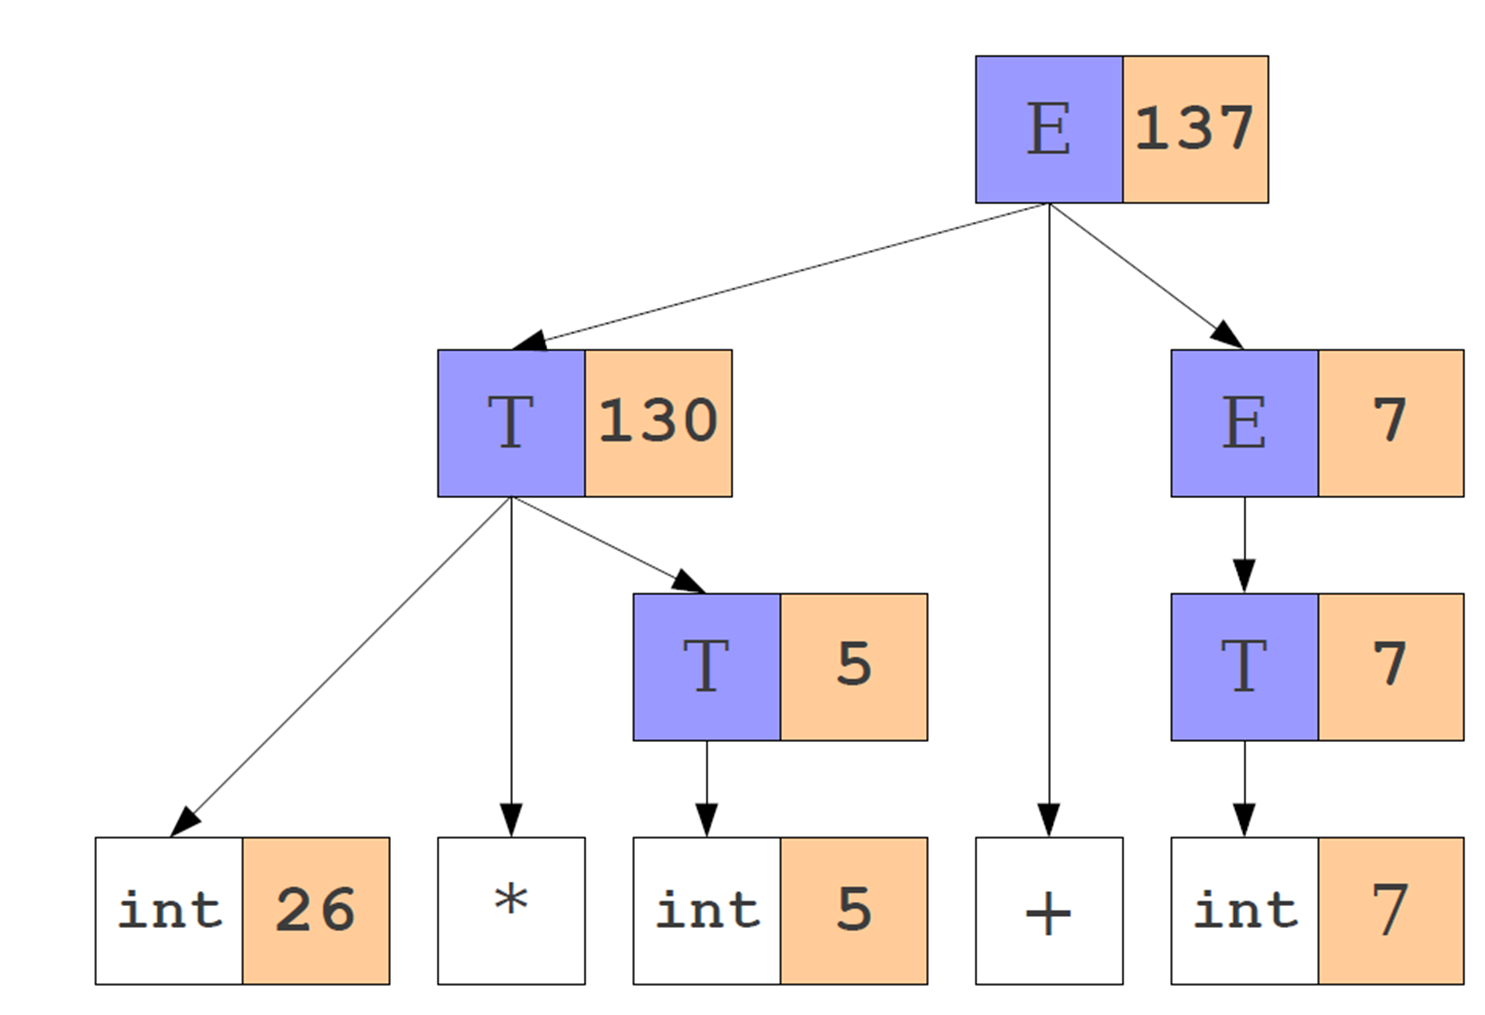 E 137
T 130 E 7
T 5 T 7
int 26 * int 5 + int 7